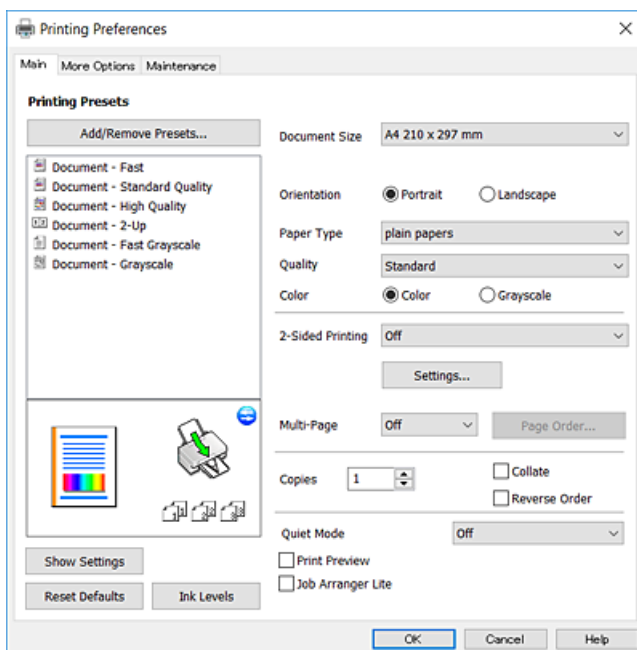 Printing Preferences
Main More Options Maintenance
Printing Presets
Add/Remove Presets...
Document - Fast
Document - Standard Quality
Document - High Quality
Document - 2-Up
Document - Fast Grayscale
Document - Grayscale
Show Settings
Reset Defaults Ink Levels
Document Size A4 210 x 297 mm
Orientation Portrait Landscape
Paper Type plain papers
Quality Standard
Color Color Grayscale
2-Sided Printing Off
Settings...
Multi-Page Off Page Order...
Copies 1 Collate
Reverse Order
Quiet Mode Off
Print Preview
Job Arranger Lite
OK Cancel Help